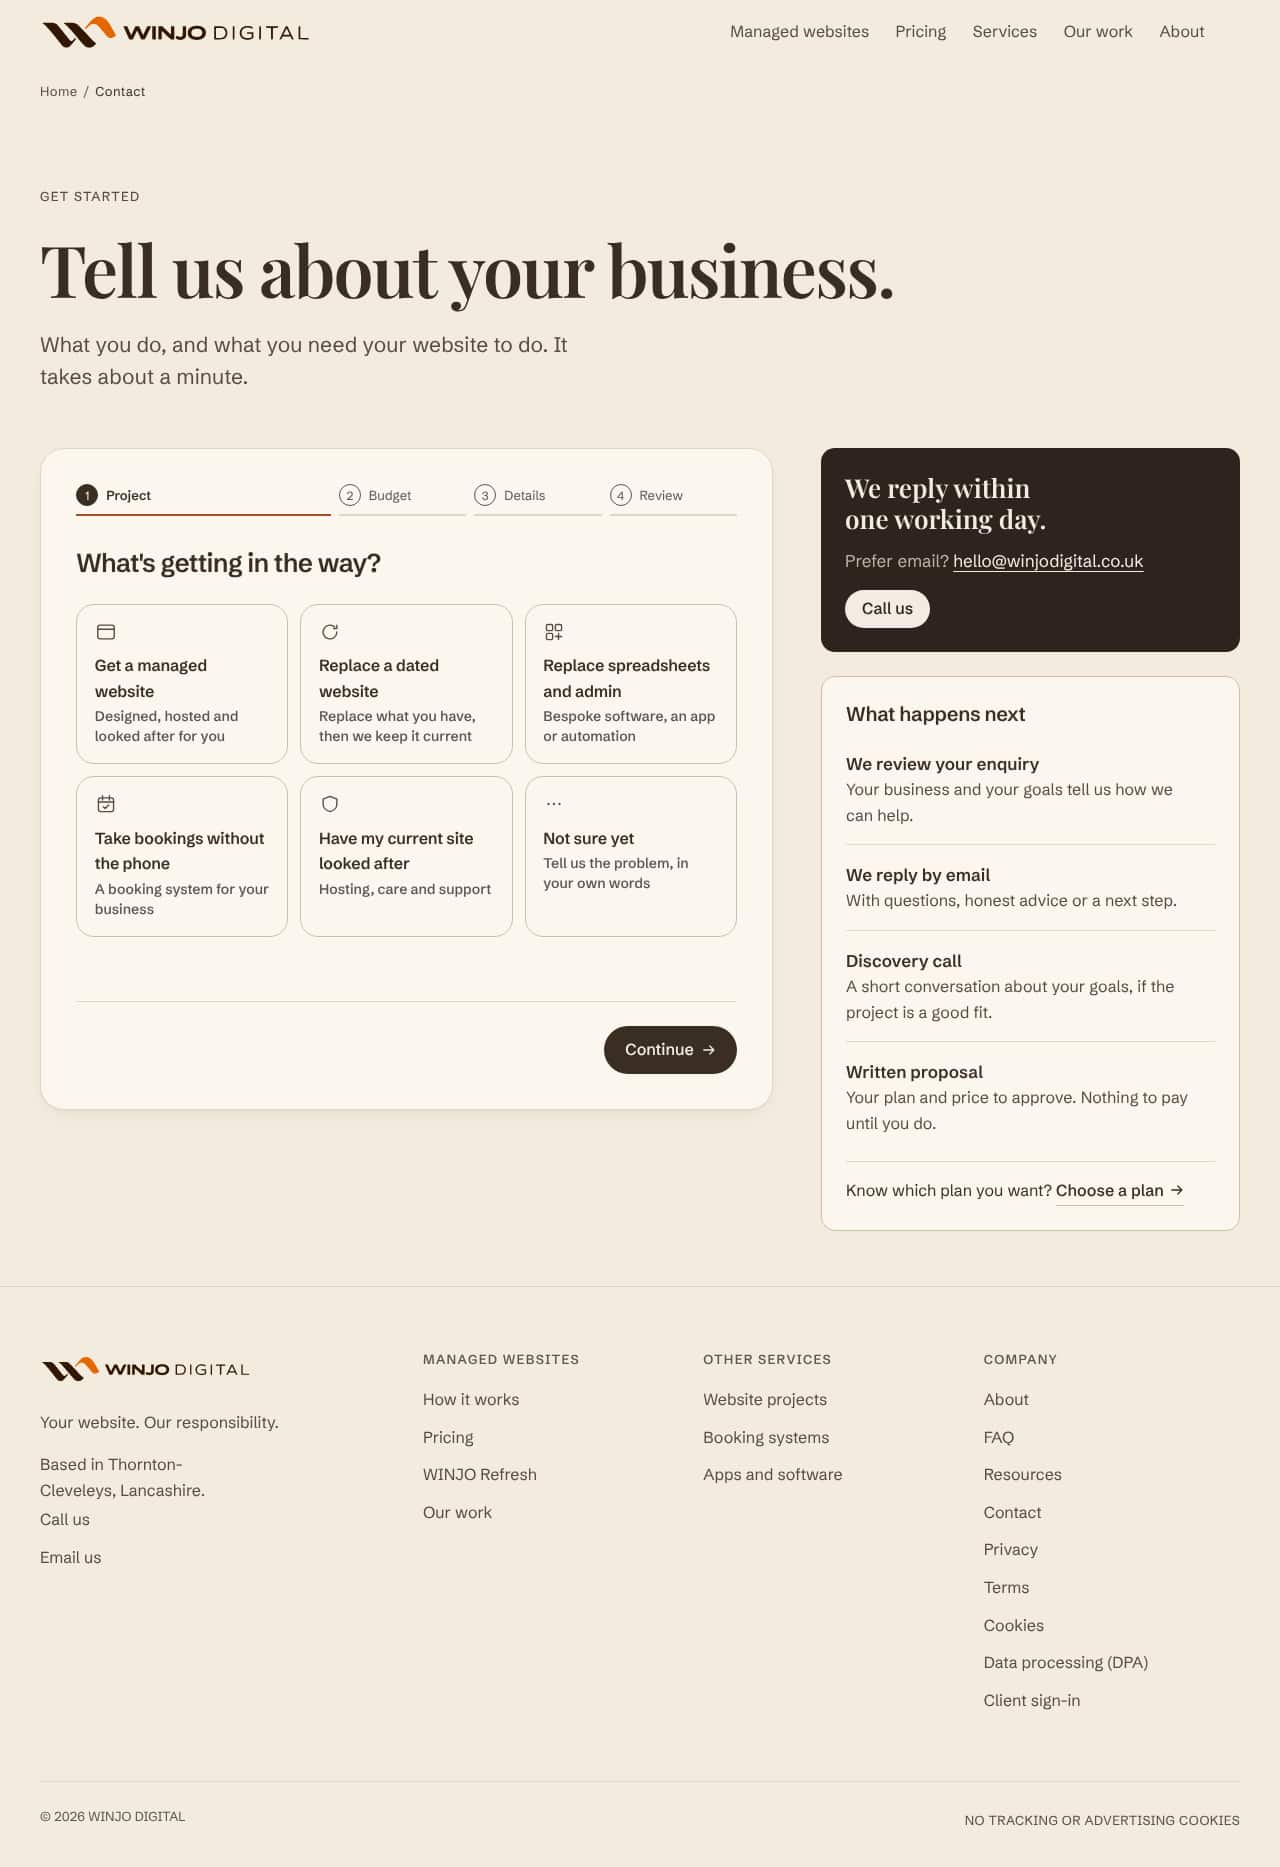 WINJO DIGITAL
Managed websites Pricing Services Our work About
Home / Contact
GET STARTED
Tell us about your business.
What you do, and what you need your website to do. It
takes about a minute.
1 Project
2 Budget
3 Details
4 Review
What's getting in the way?
Get a managed
website
Designed, hosted and
looked after for you
Replace a dated
website
Replace what you have,
then we keep it current
Replace spreadsheets
and admin
Bespoke software, an app
or automation
Take bookings without
the phone
A booking system for your
business
Have my current site
looked after
Hosting, care and support
Not sure yet
Tell us the problem, in
your own words
Continue →
We reply within
one working day.
Prefer email? hello@winjodigital.co.uk
Call us
What happens next
We review your enquiry
Your business and your goals tell us how we
can help.
We reply by email
With questions, honest advice or a next step.
Discovery call
A short conversation about your goals, if the
project is a good fit.
Written proposal
Your plan and price to approve. Nothing to pay
until you do.
Know which plan you want? Choose a plan →
WINJO DIGITAL
Your website. Our responsibility.
Based in Thornton-
Cleveleys, Lancashire.
Call us
Email us
MANAGED WEBSITES
How it works
Pricing
WINJO Refresh
Our work
OTHER SERVICES
Website projects
Booking systems
Apps and software
COMPANY
About
FAQ
Resources
Contact
Privacy
Terms
Cookies
Data processing (DPA)
Client sign-in
© 2026 WINJO DIGITAL
NO TRACKING OR ADVERTISING COOKIES